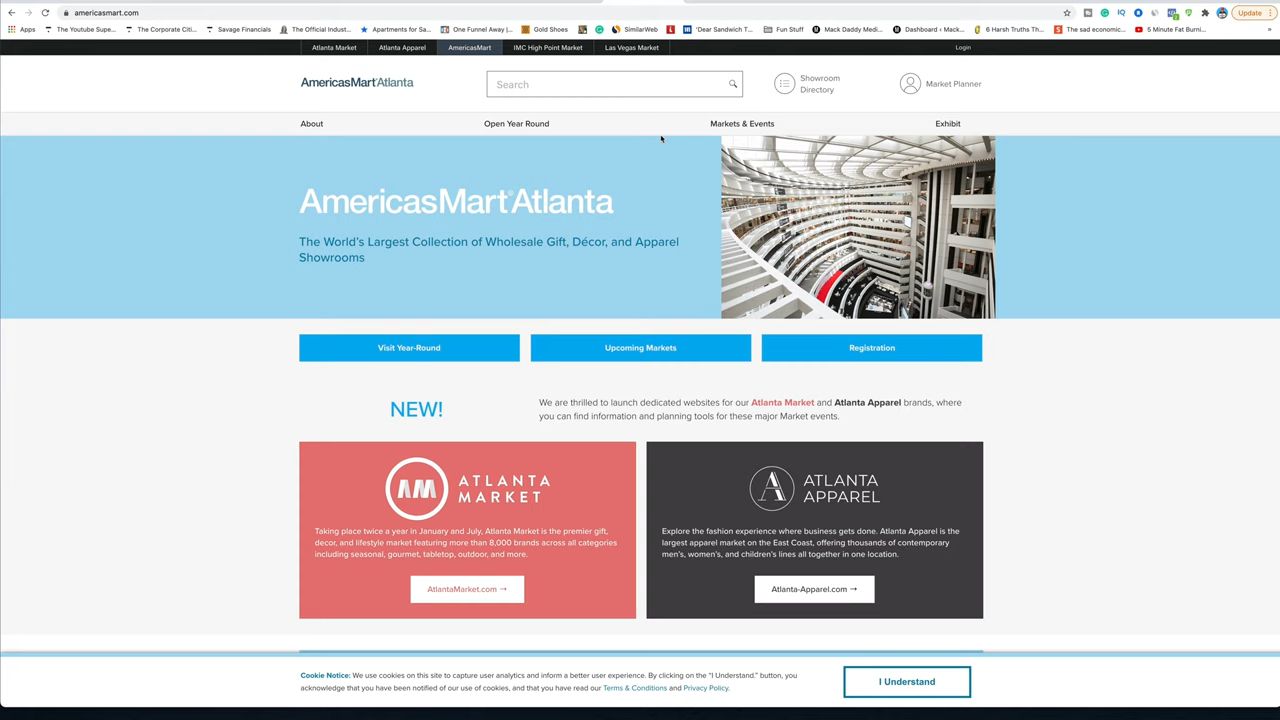 americasmart.com
Update
Apps
The Youtube Supe...
The Corporate Citi...
Savage Financials
The Official Indust...
Apartments for Sa...
One Funnel Away |...
Gold Shoes
SimilarWeb
'Dear Sandwich T...
Fun Stuff
Mack Daddy Medi...
Dashboard ‹ Mack...
6 Harsh Truths Th...
The sad economic...
5 Minute Fat Burni...
»
Atlanta Market
Atlanta Apparel
AmericasMart
IMC High Point Market
Las Vegas Market
Login
AmericasMart®Atlanta
Search
Showroom
Directory
Market Planner
About
Open Year Round
Markets & Events
Exhibit
AmericasMart®Atlanta
The World's Largest Collection of Wholesale Gift, Décor, and Apparel
Showrooms
Visit Year-Round
Upcoming Markets
Registration
NEW!
We are thrilled to launch dedicated websites for our Atlanta Market and Atlanta Apparel brands, where
you can find information and planning tools for these major Market events.
AM
ATLANTA
MARKET
Taking place twice a year in January and July, Atlanta Market is the premier gift,
decor, and lifestyle market featuring more than 8,000 brands across all categories
including seasonal, gourmet, tabletop, outdoor, and more.
AtlantaMarket.com →
A
ATLANTA
APPAREL
Explore the fashion experience where business gets done. Atlanta Apparel is the
largest apparel market on the East Coast, offering thousands of contemporary
men's, women's, and children's lines all together in one location.
Atlanta-Apparel.com →
Cookie Notice: We use cookies on this site to capture user analytics and inform a better user experience. By clicking on the "I Understand." button, you
acknowledge that you have been notified of our use of cookies, and that you have read our Terms & Conditions and Privacy Policy.
I Understand